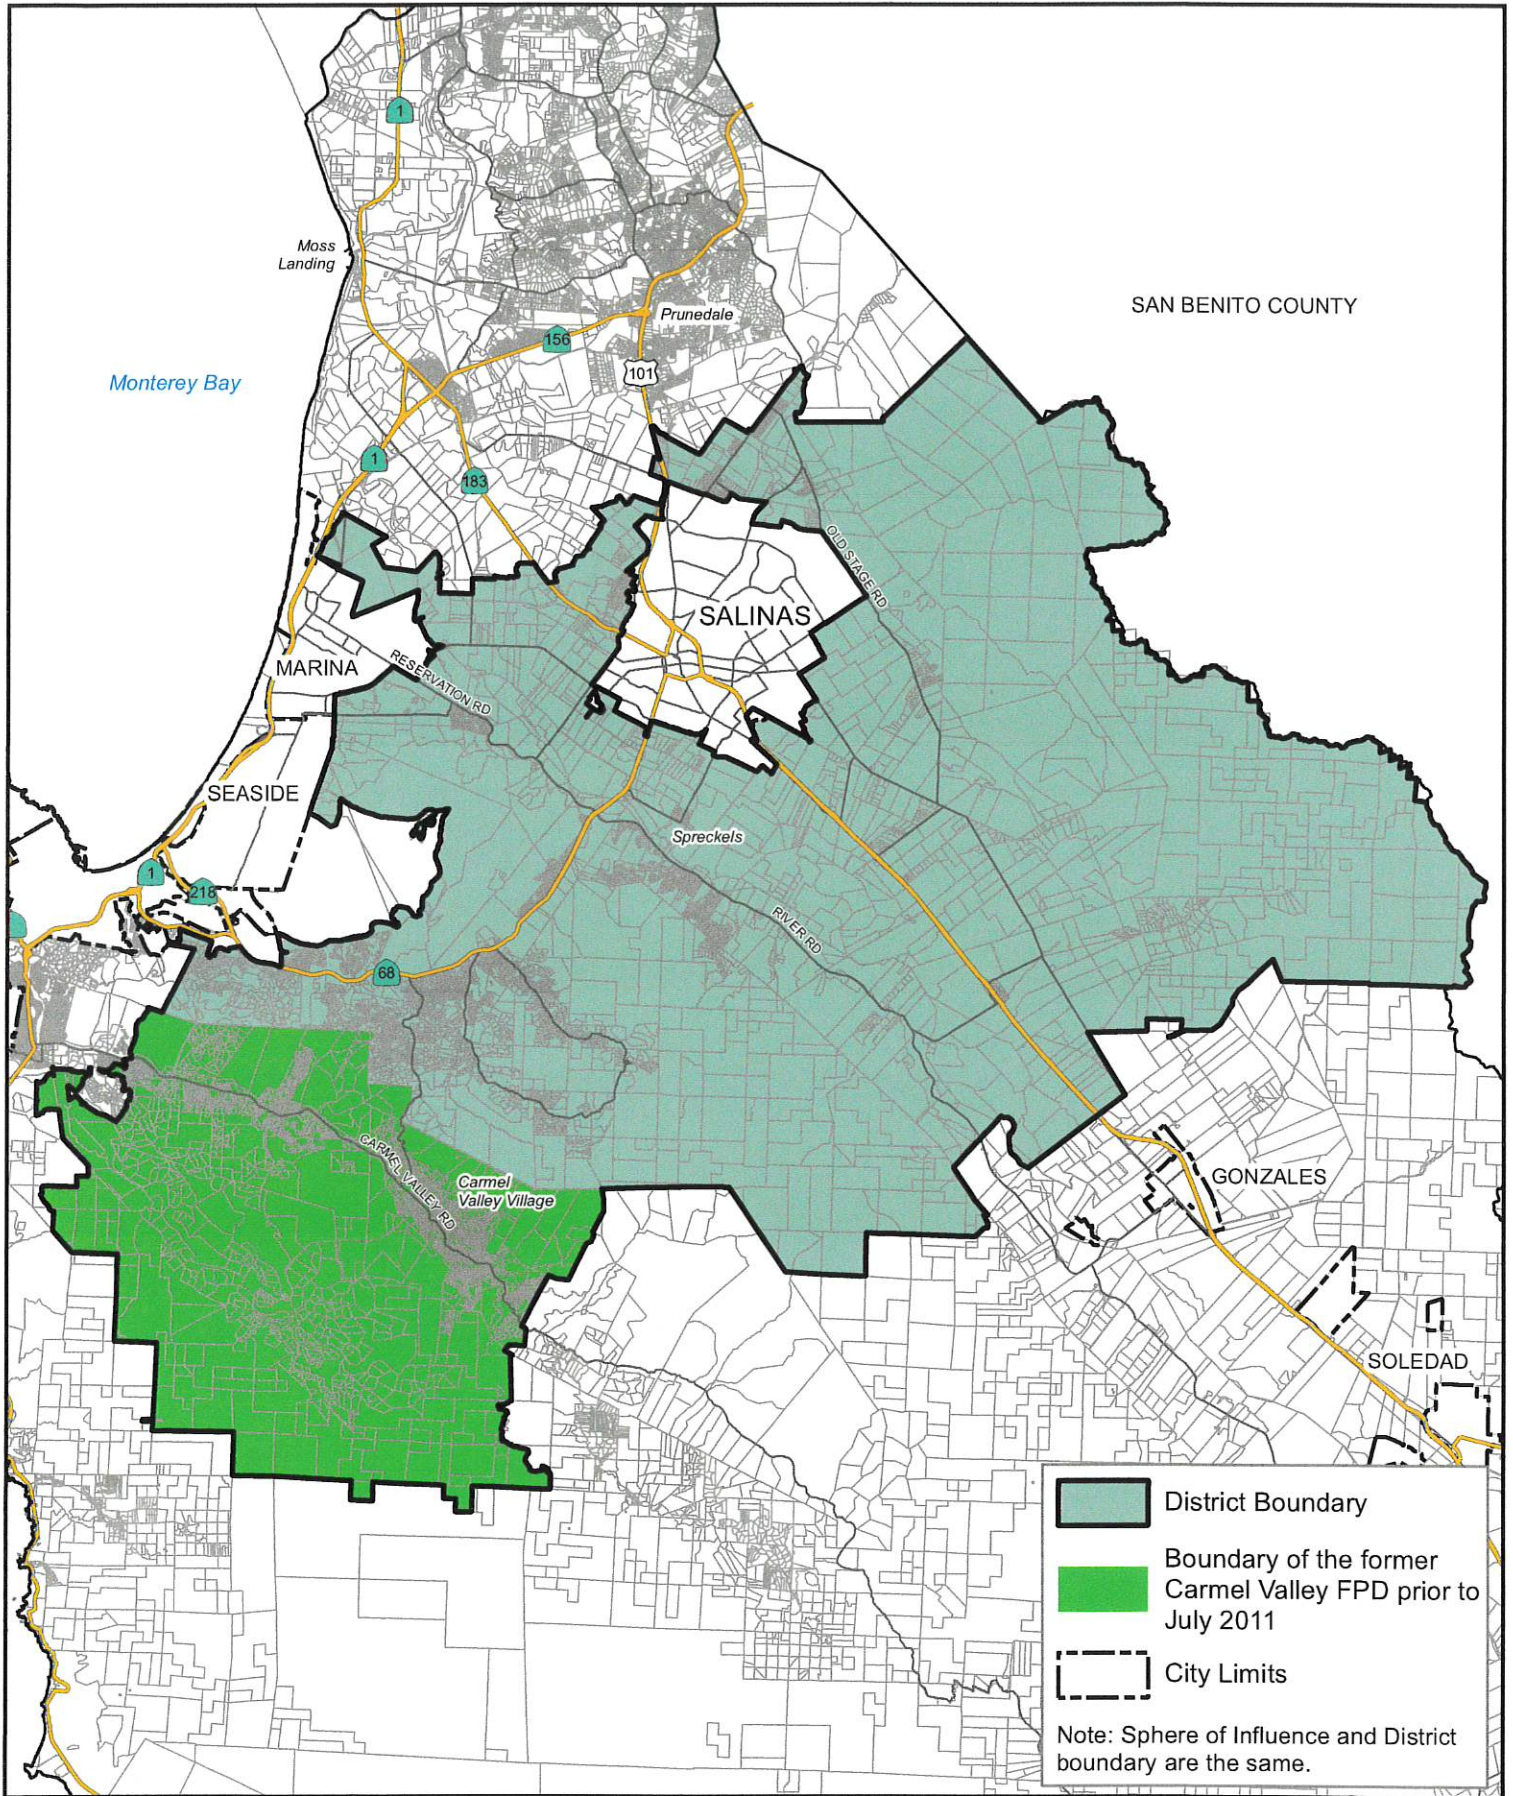 1
Moss
Landing
SAN BENITO COUNTY
Prunedale
156
101
Monterey Bay
1
183
OLD STAGE RD
SALINAS
MARINA
RESERVATION RD
SEASIDE
Spreckels
1
218
RIVER RD
68
CARMEL VALLEY RD
Carmel
Valley Village
GONZALES
SOLEDAD
District Boundary
Boundary of the former
Carmel Valley FPD prior to
July 2011
City Limits
Note: Sphere of Influence and District
boundary are the same.